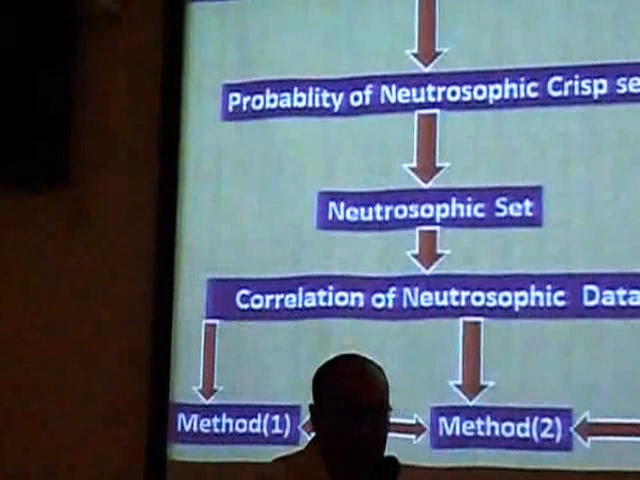 Probablity of Neutrosophic Crisp se
Neutrosophic Set
Correlation of Neutrosophic Data
Method(1)
Method(2)